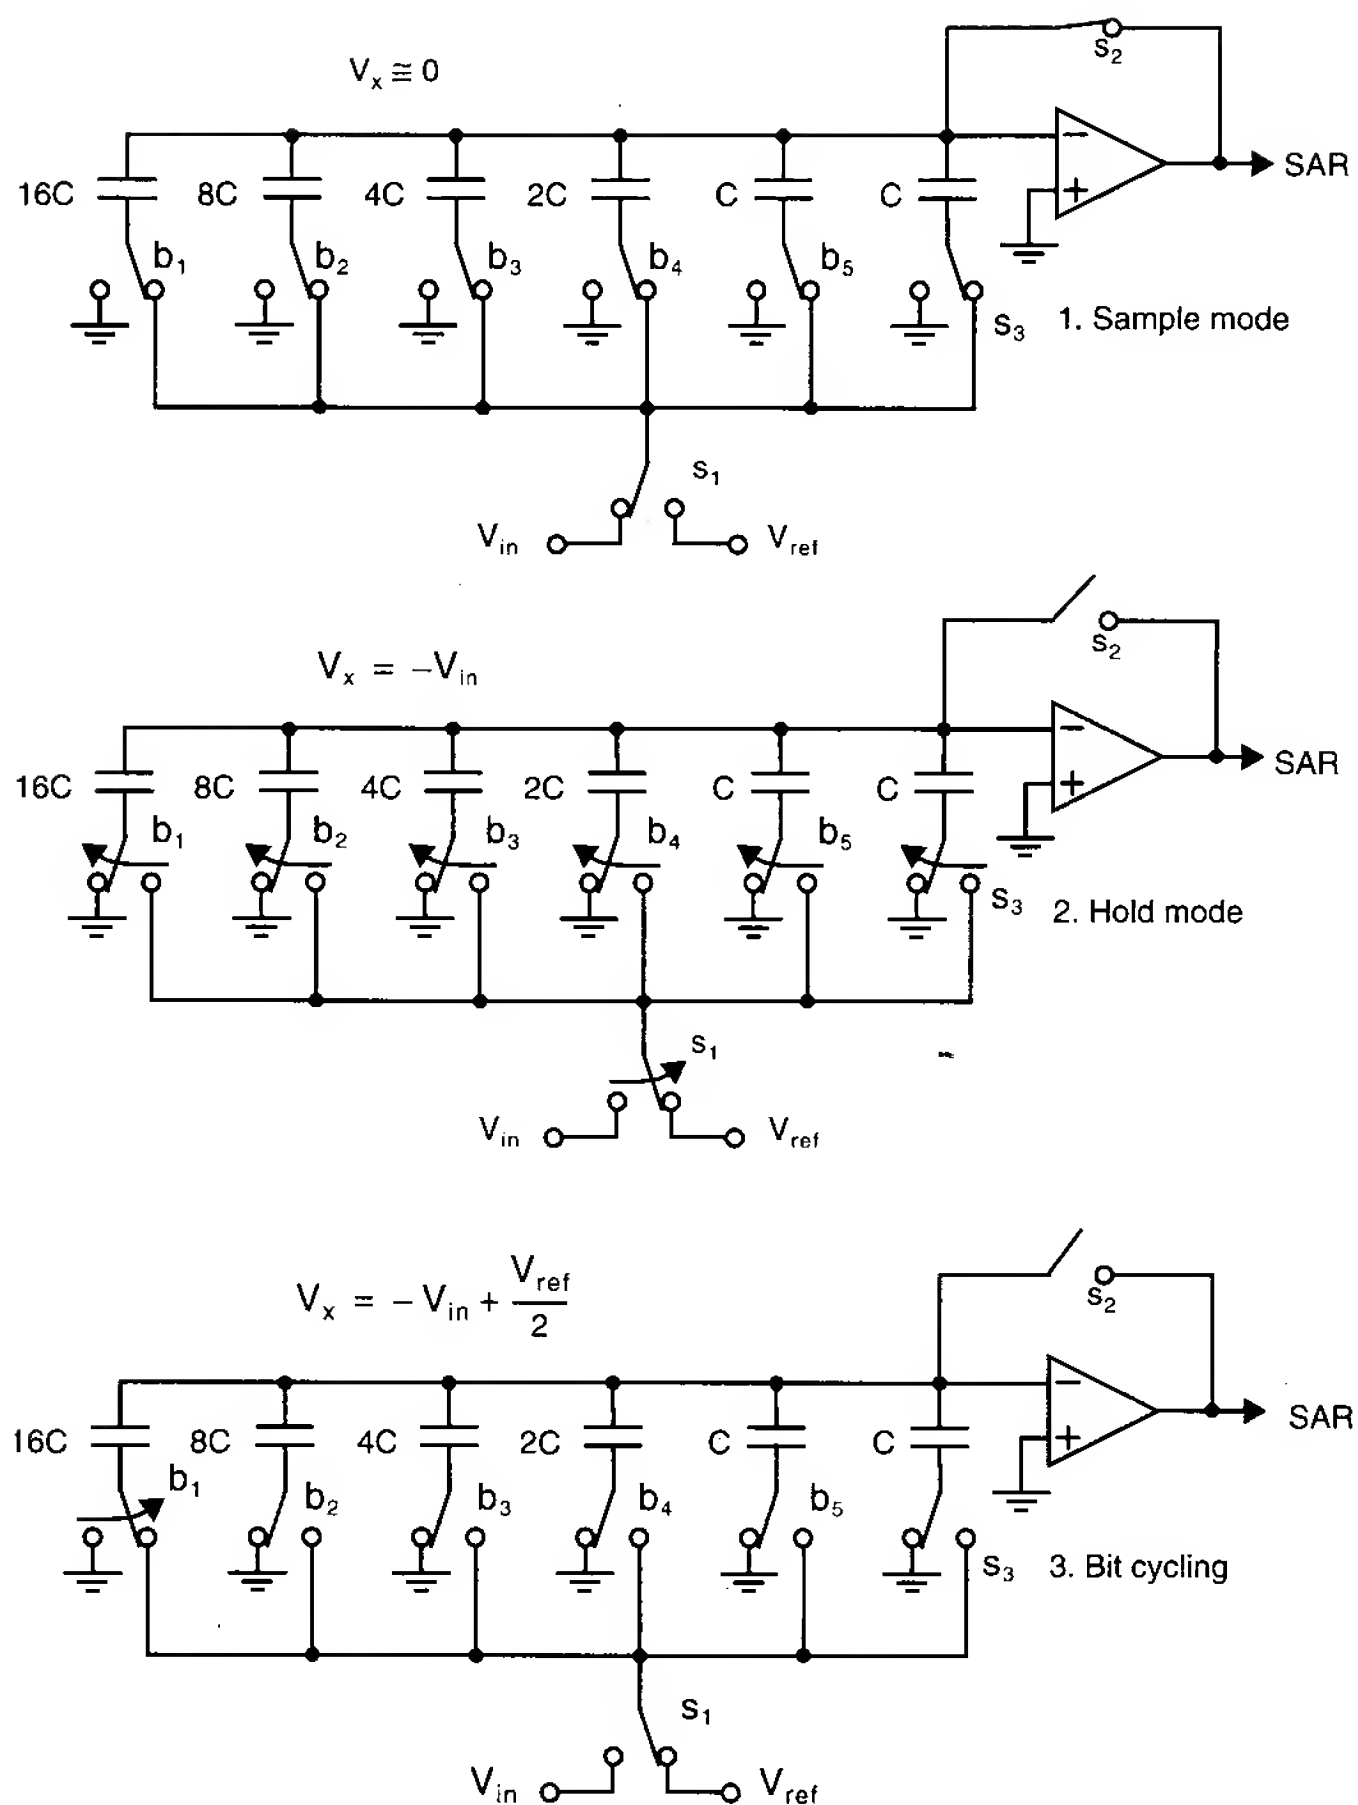 Vx ≅ 0
s2
SAR
16C 8C 4C 2C C C
b1 b2 b3 b4 b5
s3
1. Sample mode
s1
Vin Vref
s2
Vx = −Vin
SAR
16C 8C 4C 2C C C
b1 b2 b3 b4 b5
s3
2. Hold mode
s1
Vin Vref
Vx = − Vin + Vref / 2
s2
SAR
16C 8C 4C 2C C C
b1 b2 b3 b4 b5
s3
3. Bit cycling
s1
Vin Vref